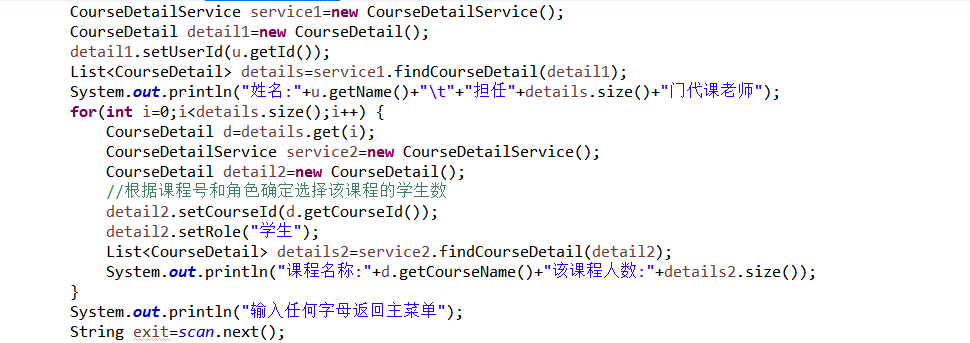 CourseDetailService service1=new CourseDetailService();
CourseDetail detail1=new CourseDetail();
detail1.setUserId(u.getId());
List<CourseDetail> details=service1.findCourseDetail(detail1);
System.out.println("姓名:"+u.getName()+"\t"+"担任"+details.size()+"门代课老师");
for(int i=0;i<details.size();i++) {
    CourseDetail d=details.get(i);
    CourseDetailService service2=new CourseDetailService();
    CourseDetail detail2=new CourseDetail();
    //根据课程号和角色确定选择该课程的学生数
    detail2.setCourseId(d.getCourseId());
    detail2.setRole("学生");
    List<CourseDetail> details2=service2.findCourseDetail(detail2);
    System.out.println("课程名称:"+d.getCourseName()+"该课程人数:"+details2.size());
}
System.out.println("输入任何字母返回主菜单");
String exit=scan.next();